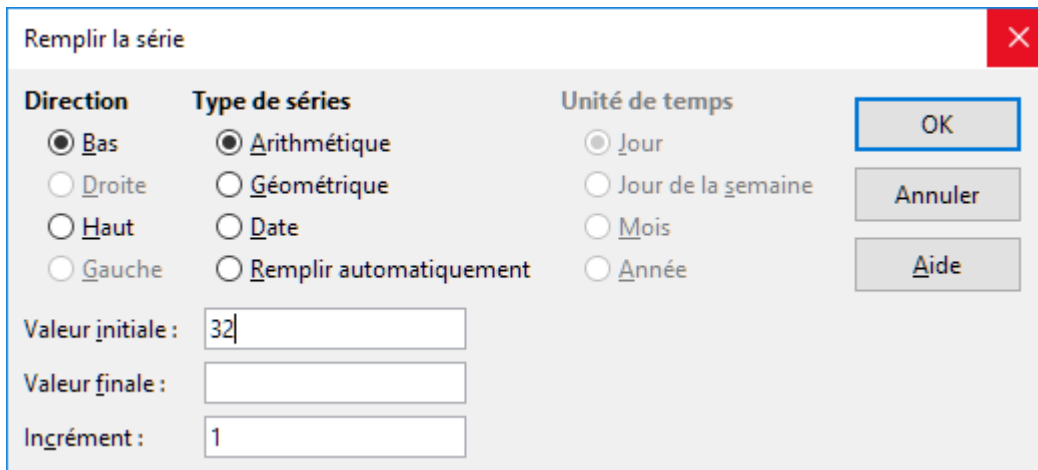 Remplir la série
Direction
Bas
Droite
Haut
Gauche
Type de séries
Arithmétique
Géométrique
Date
Remplir automatiquement
Unité de temps
Jour
Jour de la semaine
Mois
Année
OK
Annuler
Aide
Valeur initiale : 32
Valeur finale :
Incrément : 1